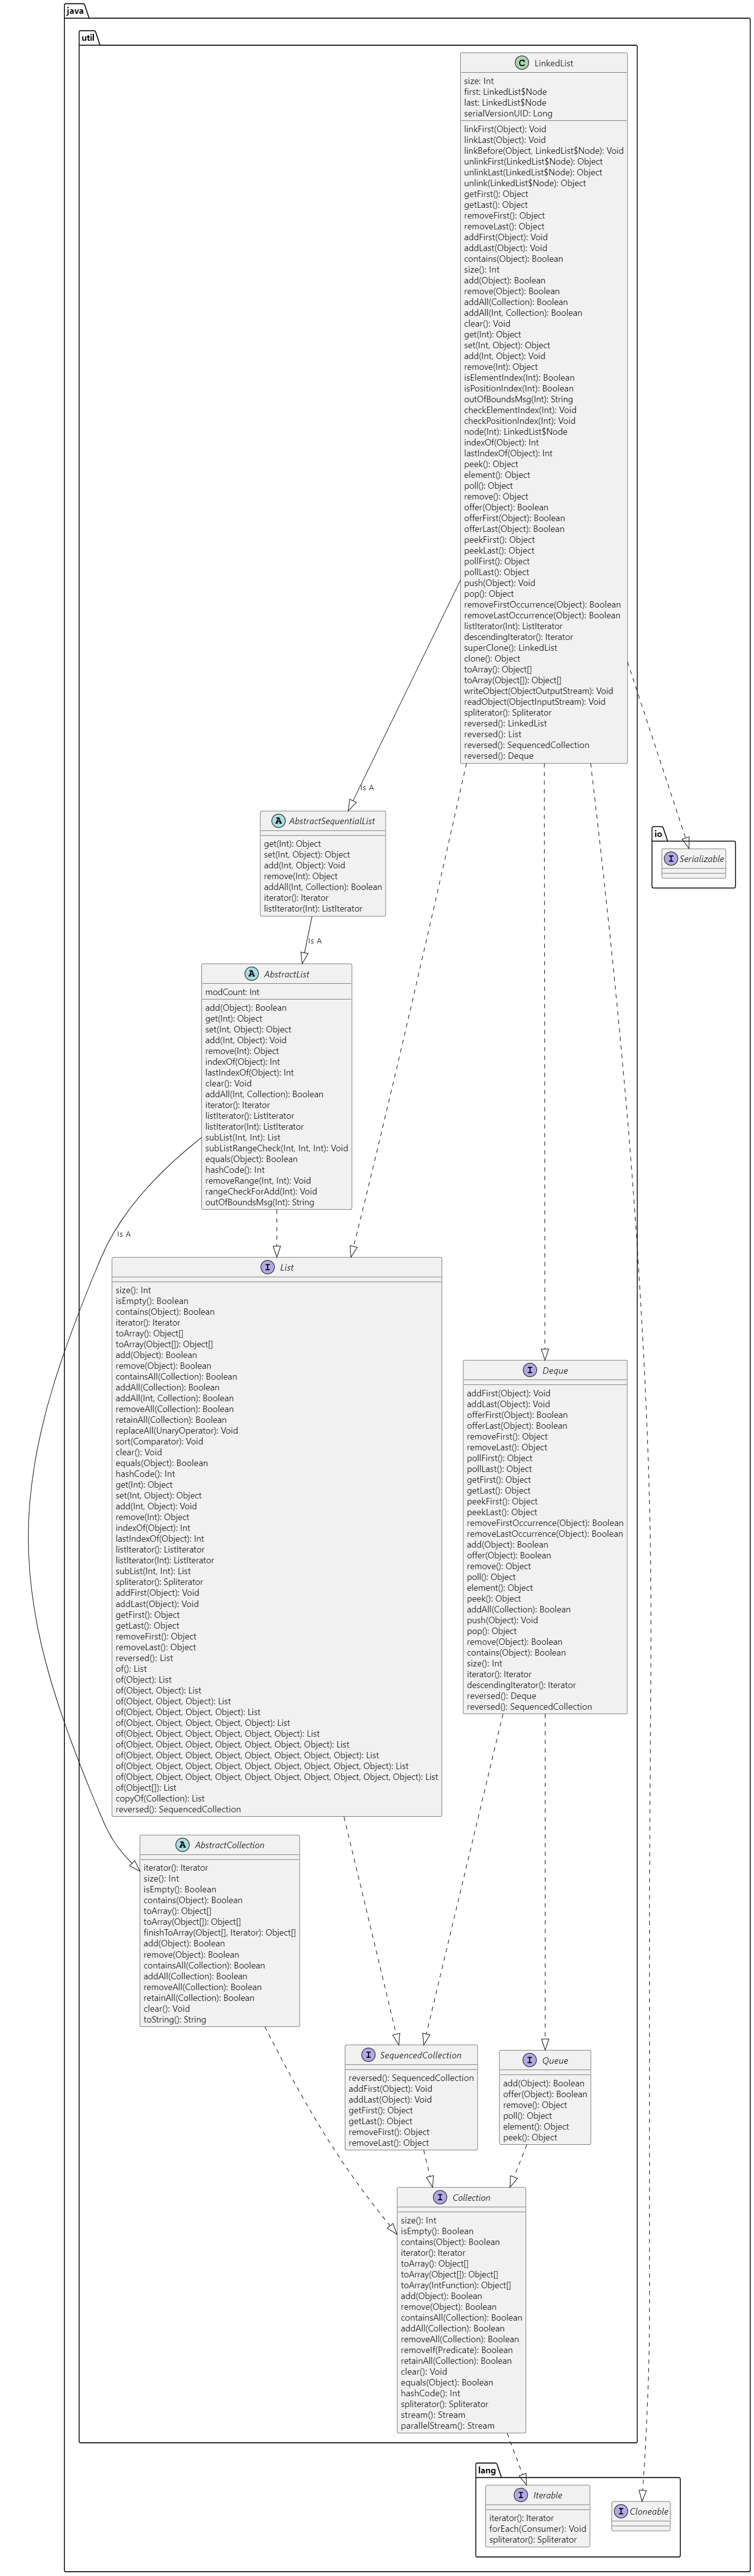 java
util
C LinkedList
size: Int
first: LinkedList$Node
last: LinkedList$Node
serialVersionUID: Long
linkFirst(Object): Void
linkLast(Object): Void
linkBefore(Object, LinkedList$Node): Void
unlinkFirst(LinkedList$Node): Object
unlinkLast(LinkedList$Node): Object
unlink(LinkedList$Node): Object
getFirst(): Object
getLast(): Object
removeFirst(): Object
removeLast(): Object
addFirst(Object): Void
addLast(Object): Void
contains(Object): Boolean
size(): Int
add(Object): Boolean
remove(Object): Boolean
addAll(Collection): Boolean
addAll(Int, Collection): Boolean
clear(): Void
get(Int): Object
set(Int, Object): Object
add(Int, Object): Void
remove(Int): Object
isElementIndex(Int): Boolean
isPositionIndex(Int): Boolean
outOfBoundsMsg(Int): String
checkElementIndex(Int): Void
checkPositionIndex(Int): Void
node(Int): LinkedList$Node
indexOf(Object): Int
lastIndexOf(Object): Int
peek(): Object
element(): Object
poll(): Object
remove(): Object
offer(Object): Boolean
offerFirst(Object): Boolean
offerLast(Object): Boolean
peekFirst(): Object
peekLast(): Object
pollFirst(): Object
pollLast(): Object
push(Object): Void
pop(): Object
removeFirstOccurrence(Object): Boolean
removeLastOccurrence(Object): Boolean
listIterator(Int): ListIterator
descendingIterator(): Iterator
superClone(): LinkedList
clone(): Object
toArray(): Object[]
toArray(Object[]): Object[]
writeObject(ObjectOutputStream): Void
readObject(ObjectInputStream): Void
spliterator(): Spliterator
reversed(): LinkedList
reversed(): List
reversed(): SequencedCollection
reversed(): Deque
Is A
A AbstractSequentialList
get(Int): Object
set(Int, Object): Object
add(Int, Object): Void
remove(Int): Object
addAll(Int, Collection): Boolean
iterator(): Iterator
listIterator(Int): ListIterator
io
I Serializable
Is A
A AbstractList
modCount: Int
add(Object): Boolean
get(Int): Object
set(Int, Object): Object
add(Int, Object): Void
remove(Int): Object
indexOf(Object): Int
lastIndexOf(Object): Int
clear(): Void
addAll(Int, Collection): Boolean
iterator(): Iterator
listIterator(): ListIterator
listIterator(Int): ListIterator
subList(Int, Int): List
subListRangeCheck(Int, Int, Int): Void
equals(Object): Boolean
hashCode(): Int
removeRange(Int, Int): Void
rangeCheckForAdd(Int): Void
outOfBoundsMsg(Int): String
Is A
I List
size(): Int
isEmpty(): Boolean
contains(Object): Boolean
iterator(): Iterator
toArray(): Object[]
toArray(Object[]): Object[]
add(Object): Boolean
remove(Object): Boolean
containsAll(Collection): Boolean
addAll(Collection): Boolean
addAll(Int, Collection): Boolean
removeAll(Collection): Boolean
retainAll(Collection): Boolean
replaceAll(UnaryOperator): Void
sort(Comparator): Void
clear(): Void
equals(Object): Boolean
hashCode(): Int
get(Int): Object
set(Int, Object): Object
add(Int, Object): Void
remove(Int): Object
indexOf(Object): Int
lastIndexOf(Object): Int
listIterator(): ListIterator
listIterator(Int): ListIterator
subList(Int, Int): List
spliterator(): Spliterator
addFirst(Object): Void
addLast(Object): Void
getFirst(): Object
getLast(): Object
removeFirst(): Object
removeLast(): Object
reversed(): List
of(): List
of(Object): List
of(Object, Object): List
of(Object, Object, Object): List
of(Object, Object, Object, Object): List
of(Object, Object, Object, Object, Object): List
of(Object, Object, Object, Object, Object, Object): List
of(Object, Object, Object, Object, Object, Object, Object): List
of(Object, Object, Object, Object, Object, Object, Object, Object): List
of(Object, Object, Object, Object, Object, Object, Object, Object, Object): List
of(Object, Object, Object, Object, Object, Object, Object, Object, Object, Object): List
of(Object[]): List
copyOf(Collection): List
reversed(): SequencedCollection
I Deque
addFirst(Object): Void
addLast(Object): Void
offerFirst(Object): Boolean
offerLast(Object): Boolean
removeFirst(): Object
removeLast(): Object
pollFirst(): Object
pollLast(): Object
getFirst(): Object
getLast(): Object
peekFirst(): Object
peekLast(): Object
removeFirstOccurrence(Object): Boolean
removeLastOccurrence(Object): Boolean
add(Object): Boolean
offer(Object): Boolean
remove(): Object
poll(): Object
element(): Object
peek(): Object
addAll(Collection): Boolean
push(Object): Void
pop(): Object
remove(Object): Boolean
contains(Object): Boolean
size(): Int
iterator(): Iterator
descendingIterator(): Iterator
reversed(): Deque
reversed(): SequencedCollection
A AbstractCollection
iterator(): Iterator
size(): Int
isEmpty(): Boolean
contains(Object): Boolean
toArray(): Object[]
toArray(Object[]): Object[]
finishToArray(Object[], Iterator): Object[]
add(Object): Boolean
remove(Object): Boolean
containsAll(Collection): Boolean
addAll(Collection): Boolean
removeAll(Collection): Boolean
retainAll(Collection): Boolean
clear(): Void
toString(): String
I SequencedCollection
reversed(): SequencedCollection
addFirst(Object): Void
addLast(Object): Void
getFirst(): Object
getLast(): Object
removeFirst(): Object
removeLast(): Object
I Queue
add(Object): Boolean
offer(Object): Boolean
remove(): Object
poll(): Object
element(): Object
peek(): Object
I Collection
size(): Int
isEmpty(): Boolean
contains(Object): Boolean
iterator(): Iterator
toArray(): Object[]
toArray(Object[]): Object[]
toArray(IntFunction): Object[]
add(Object): Boolean
remove(Object): Boolean
containsAll(Collection): Boolean
addAll(Collection): Boolean
removeAll(Collection): Boolean
removeIf(Predicate): Boolean
retainAll(Collection): Boolean
clear(): Void
equals(Object): Boolean
hashCode(): Int
spliterator(): Spliterator
stream(): Stream
parallelStream(): Stream
lang
I Iterable
iterator(): Iterator
forEach(Consumer): Void
spliterator(): Spliterator
I Cloneable